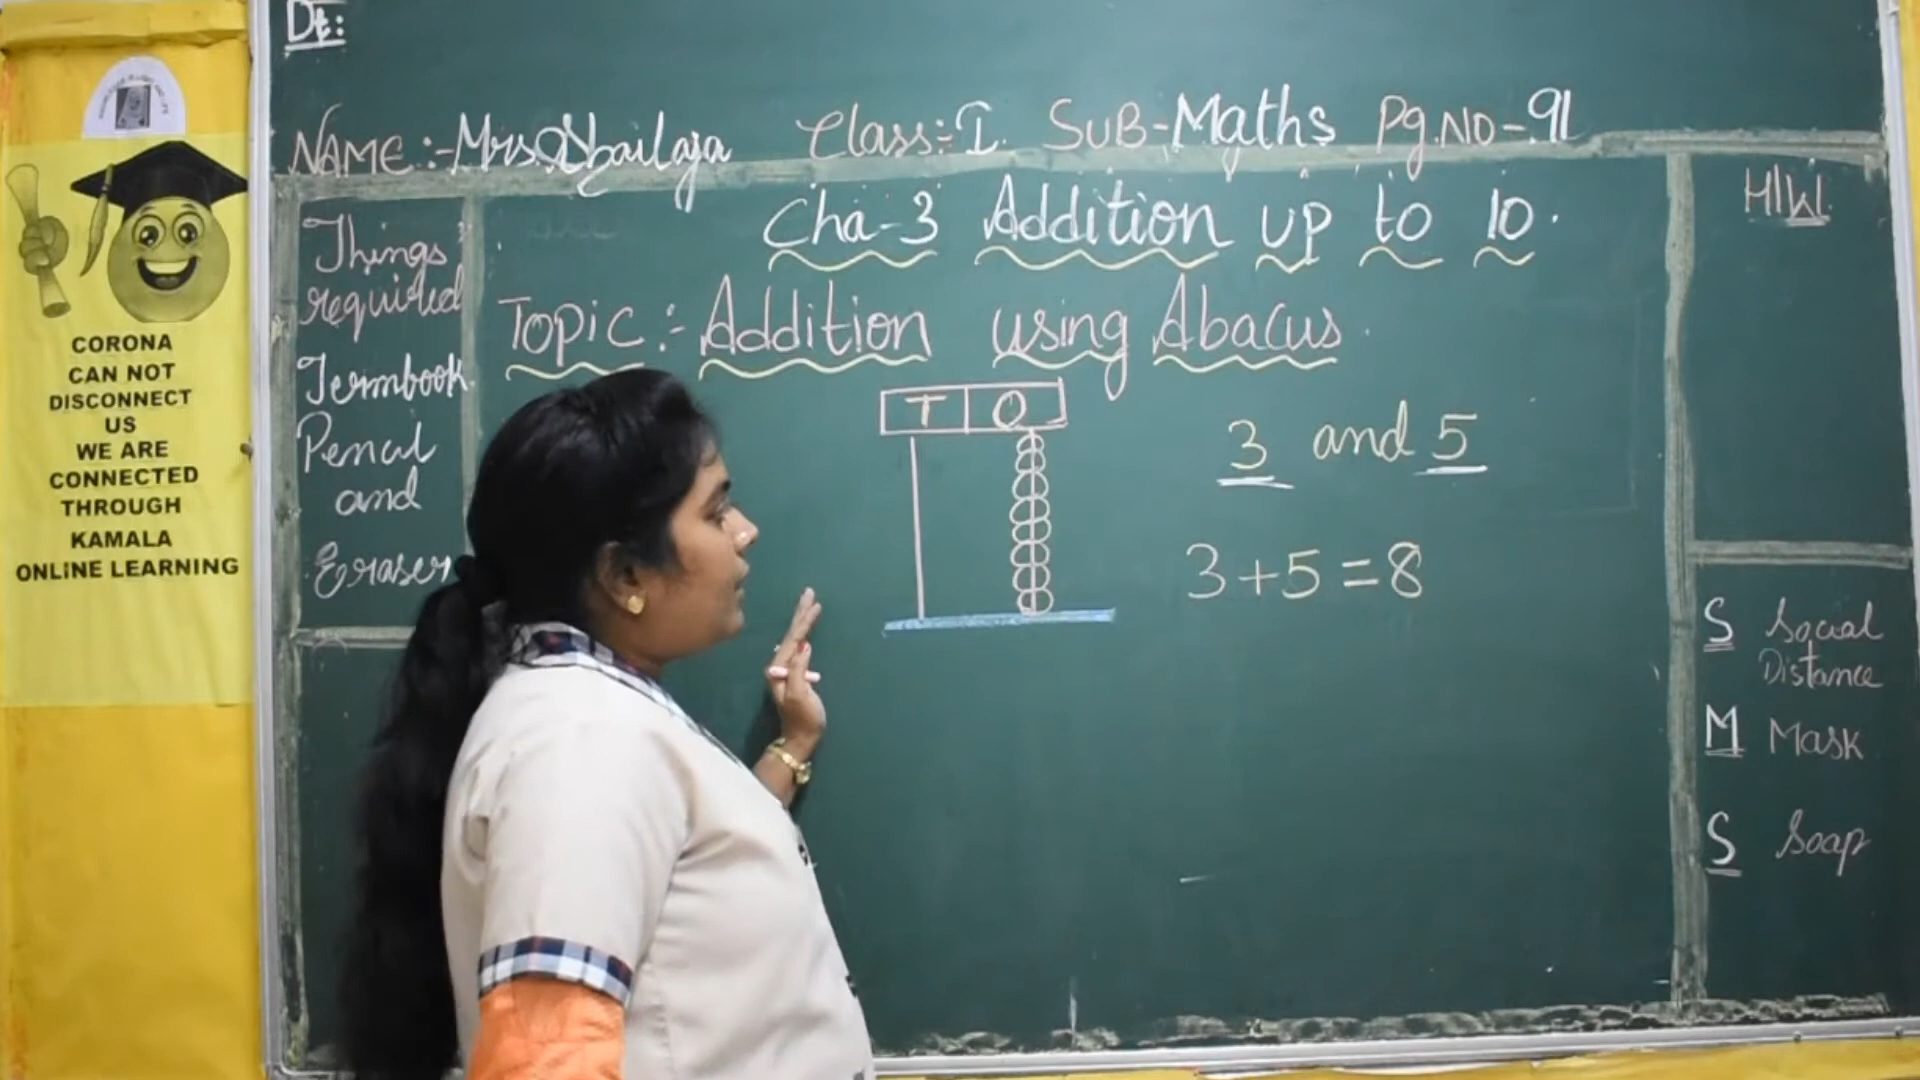 Dt:
NAME:-Mrs.Shailaja Class:-I. SUB-Maths Pg.NO-91
Cha-3 Addition up to 10.
Topic:- Addition using Abacus.
Things
required
Termbook
Pencil
and
Eraser
T O
3 and 5
3+5=8
H/W
S Social
Distance
M Mask
S Soap
CORONA
CAN NOT
DISCONNECT
US
WE ARE
CONNECTED
THROUGH
KAMALA
ONLINE LEARNING